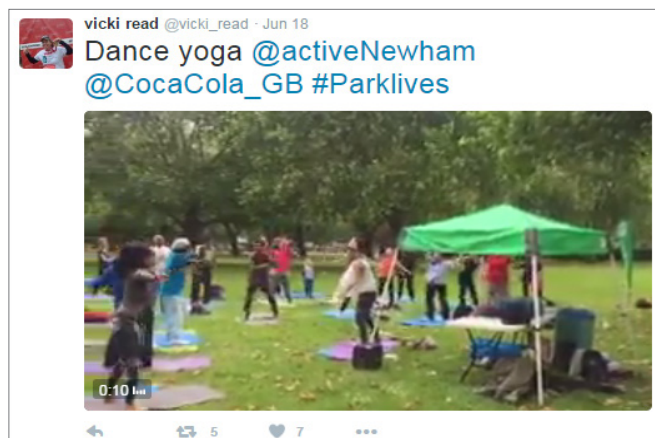 vicki read @vicki_read · Jun 18
Dance yoga @activeNewham
@CocaCola_GB #Parklives
0:10
5 7